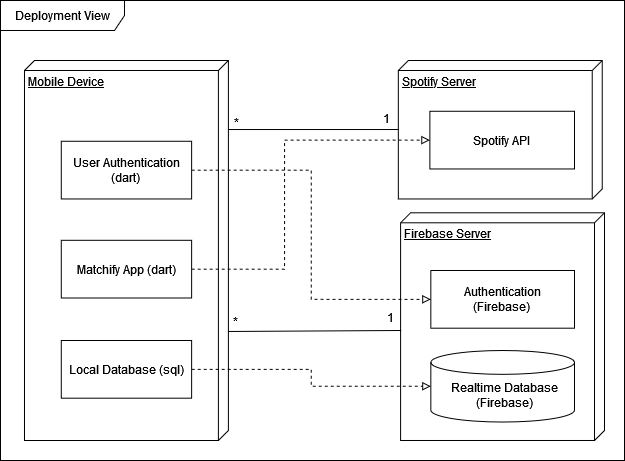 Deployment View
Mobile Device
User Authentication
(dart)
Matchify App (dart)
Local Database (sql)
*
1
*
1
Spotify Server
Spotify API
Firebase Server
Authentication
(Firebase)
Realtime Database
(Firebase)